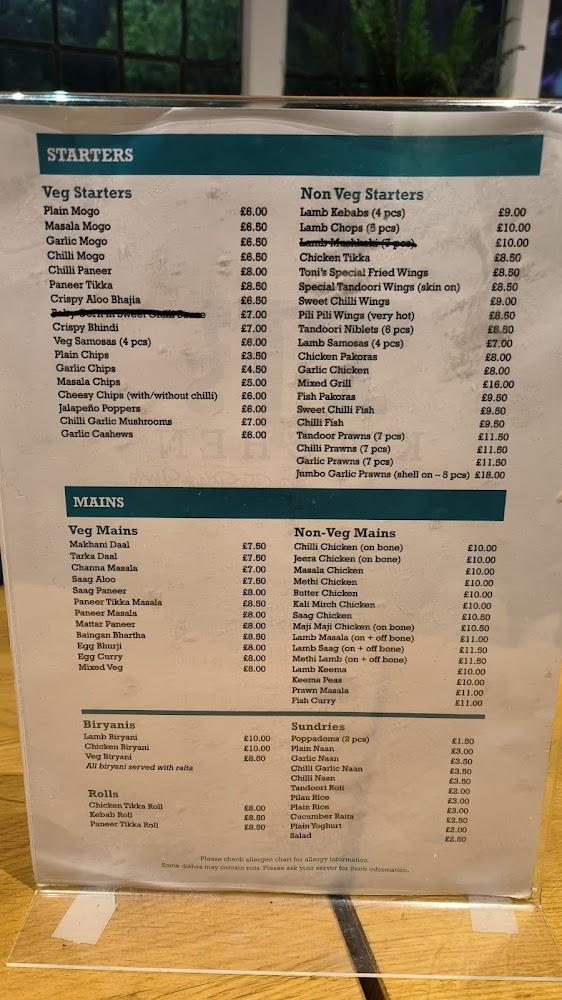 STARTERS
Veg Starters
Plain Mogo £6.00
Masala Mogo £6.50
Garlic Mogo £6.50
Chilli Mogo £6.50
Chilli Paneer £8.00
Paneer Tikka £8.50
Crispy Aloo Bhajia £6.50
Baby Corn in Sweet Chilli Sauce £7.00
Crispy Bhindi £7.00
Veg Samosas (4 pcs) £6.00
Plain Chips £3.50
Garlic Chips £4.50
Masala Chips £5.00
Cheesy Chips (with/without chilli) £6.00
Jalapeño Poppers £6.00
Chilli Garlic Mushrooms £7.00
Garlic Cashews £6.00
Non Veg Starters
Lamb Kebabs (4 pcs) £9.00
Lamb Chops (5 pcs) £10.00
Lamb Mushkaki (7 pcs) £10.00
Chicken Tikka £8.50
Toni's Special Fried Wings £8.50
Special Tandoori Wings (skin on) £8.50
Sweet Chilli Wings £9.00
Pili Pili Wings (very hot) £8.50
Tandoori Niblets (6 pcs) £8.50
Lamb Samosas (4 pcs) £7.00
Chicken Pakoras £8.00
Garlic Chicken £8.00
Mixed Grill £16.00
Fish Pakoras £9.50
Sweet Chilli Fish £9.50
Chilli Fish £9.50
Tandoor Prawns (7 pcs) £11.50
Chilli Prawns (7 pcs) £11.50
Garlic Prawns (7 pcs) £11.50
Jumbo Garlic Prawns (shell on – 5 pcs) £18.00
MAINS
Veg Mains
Makhani Daal £7.50
Tarka Daal £7.50
Channa Masala £7.00
Saag Aloo £7.50
Saag Paneer £8.00
Paneer Tikka Masala £8.50
Paneer Masala £8.00
Mattar Paneer £8.00
Baingan Bhartha £8.50
Egg Bhurji £8.00
Egg Curry £8.00
Mixed Veg £8.00
Non-Veg Mains
Chilli Chicken (on bone) £10.00
Jeera Chicken (on bone) £10.00
Masala Chicken £10.00
Methi Chicken £10.00
Butter Chicken £10.00
Kali Mirch Chicken £10.00
Saag Chicken £10.50
Maji Maji Chicken (on bone) £10.50
Lamb Masala (on + off bone) £11.00
Lamb Saag (on + off bone) £11.50
Methi Lamb (on + off bone) £11.50
Lamb Keema £10.00
Keema Peas £10.00
Prawn Masala £11.00
Fish Curry £11.00
Biryanis
Lamb Biryani £10.00
Chicken Biryani £10.00
Veg Biryani £8.50
All biryani served with raita
Rolls
Chicken Tikka Roll £8.00
Kebab Roll £8.50
Paneer Tikka Roll £8.50
Sundries
Poppadoms (2 pcs) £1.50
Plain Naan £3.00
Garlic Naan £3.50
Chilli Garlic Naan £3.50
Chilli Naan £3.50
Tandoori Roti £2.00
Pilau Rice £3.00
Plain Rice £3.00
Cucumber Raita £2.50
Plain Yoghurt £2.00
Salad £2.50
Please check allergen chart for allergy information.
Some dishes may contain nuts. Please ask your server for more information.